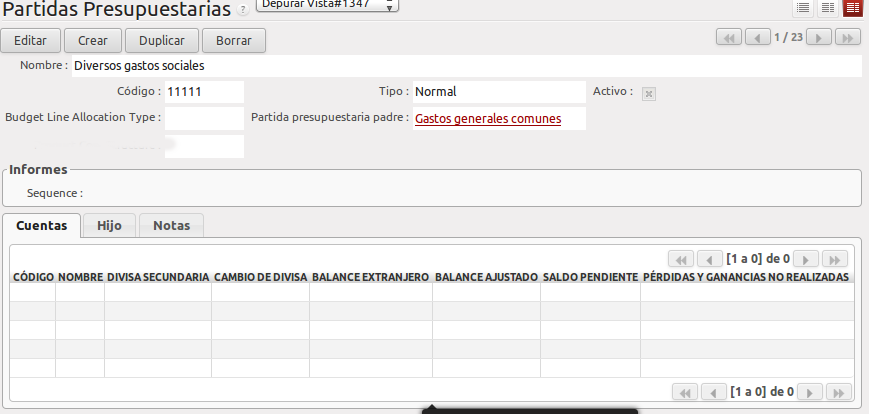 Partidas Presupuestarias ? Depurar Vista#1347
Editar Crear Duplicar Borrar 1 / 23
Nombre : Diversos gastos sociales
Código : 11111 Tipo : Normal Activo :
Budget Line Allocation Type : Partida presupuestaria padre : Gastos generales comunes
Informes
Sequence :
Cuentas Hijo Notas
[1 a 0] de 0
CÓDIGO NOMBRE DIVISA SECUNDARIA CAMBIO DE DIVISA BALANCE EXTRANJERO BALANCE AJUSTADO SALDO PENDIENTE PÉRDIDAS Y GANANCIAS NO REALIZADAS
[1 a 0] de 0